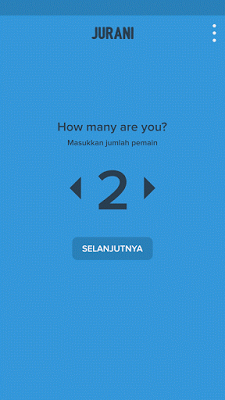 JURANI
How many are you?
Masukkan jumlah pemain
2
SELANJUTNYA